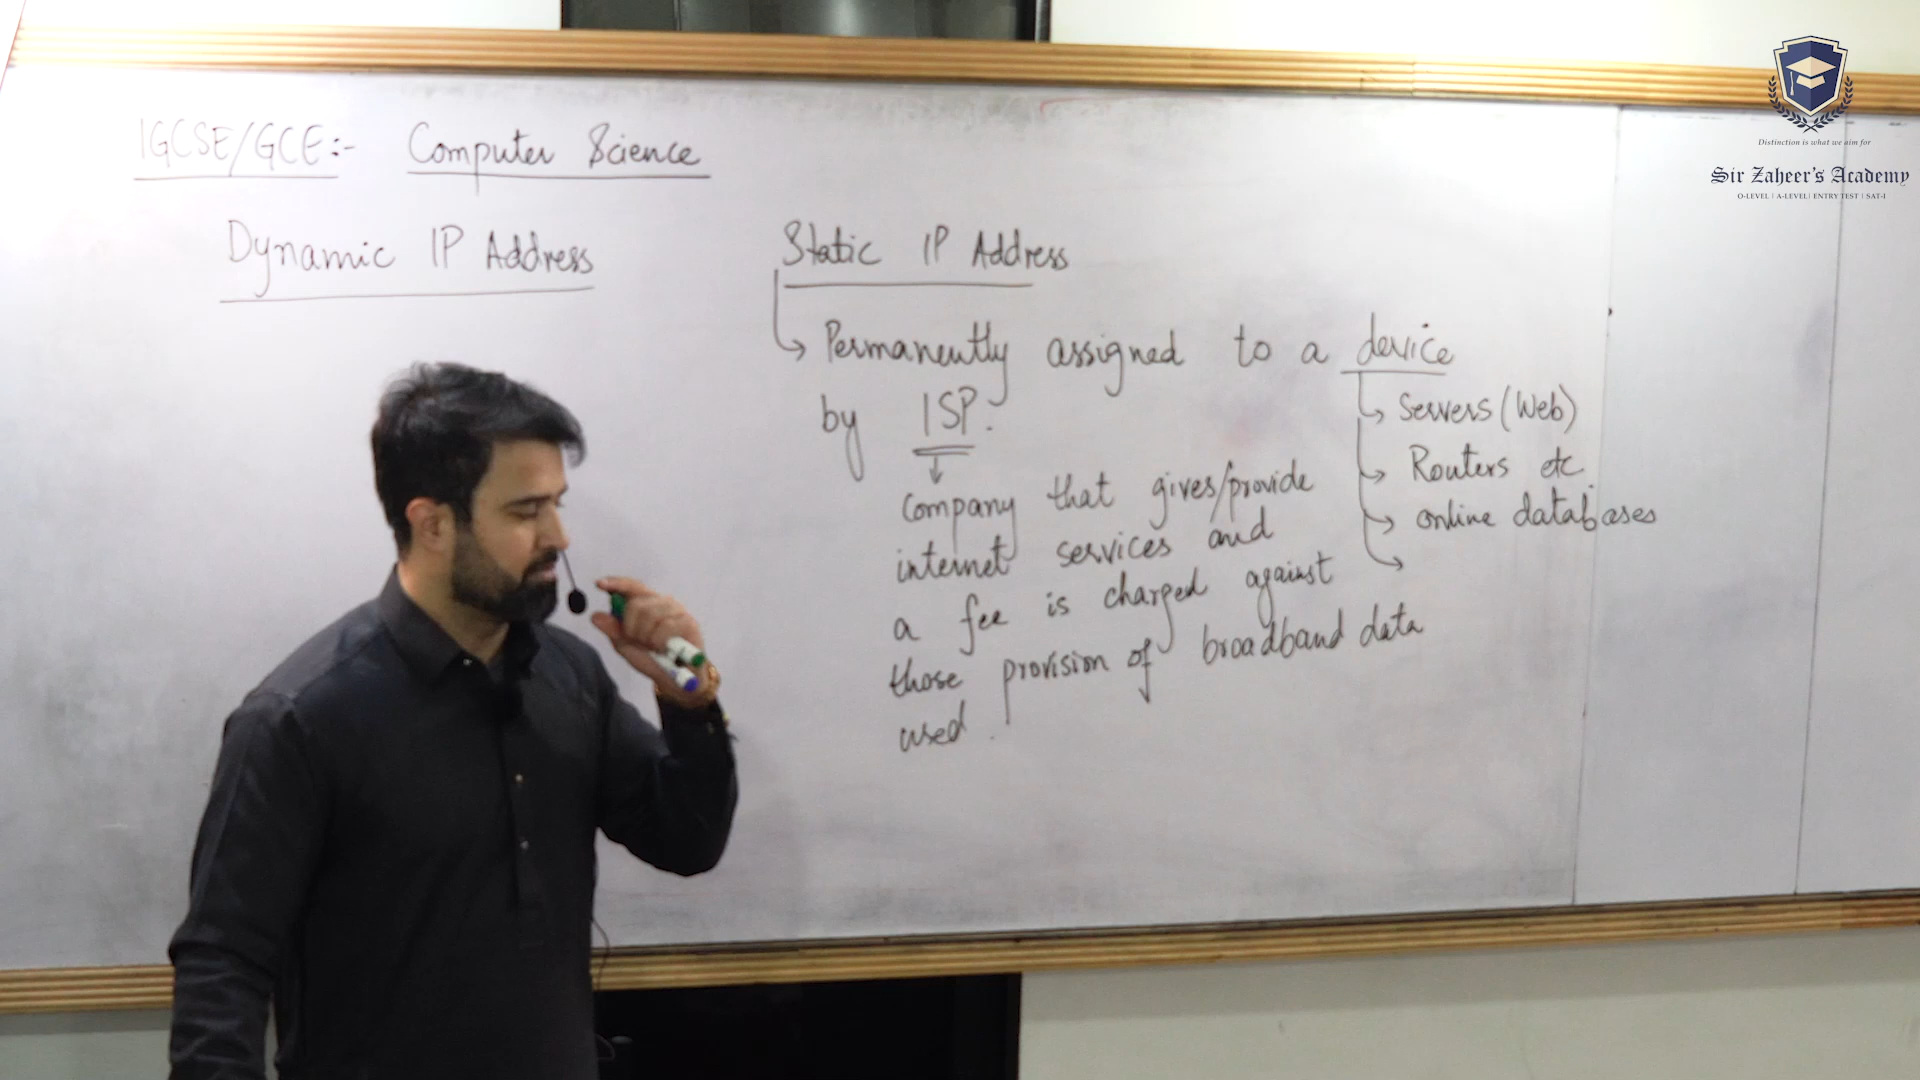 IGCSE/GCE:- Computer Science
Dynamic IP Address
Static IP Address
Permanently assigned to a device
by ISP.
Company that gives/provide
internet services and
a fee is charged against
those provision of broadband data
used.
Servers (Web)
Routers etc.
online databases
Distinction is what we aim for
Sir Zaheer's Academy
O-LEVEL | A-LEVEL | ENTRY TEST | SAT-I